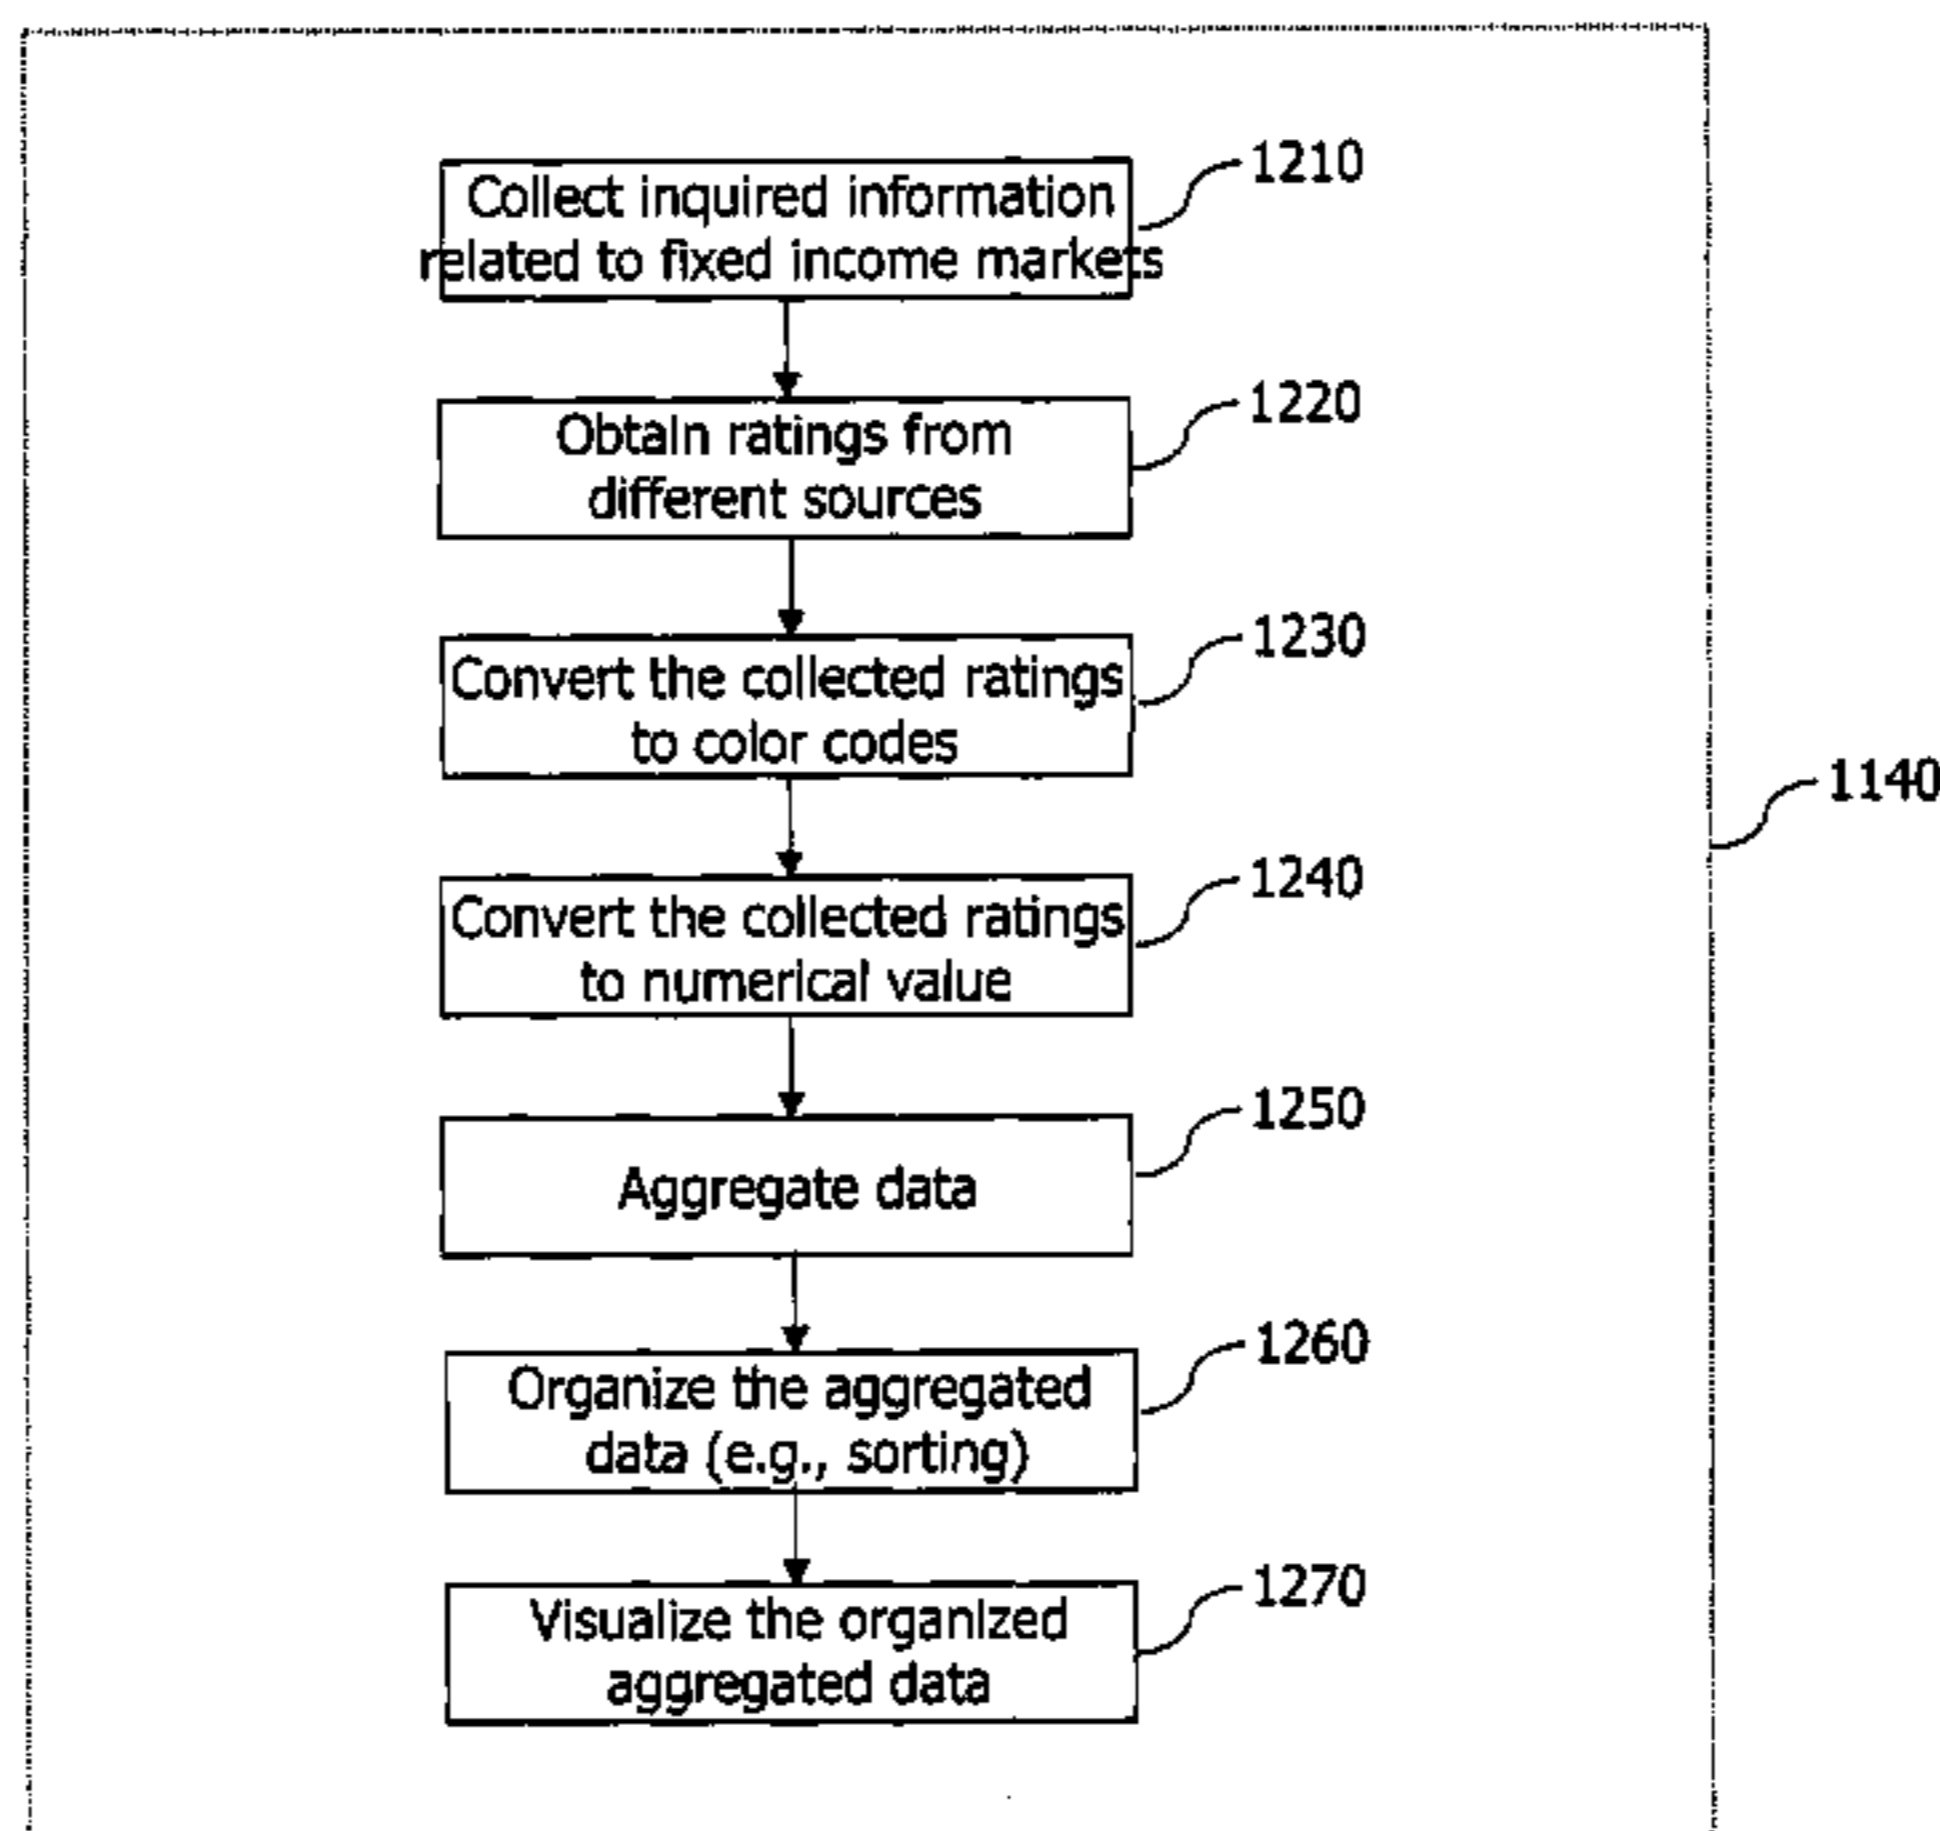 1210
Collect inquired information
related to fixed income markets
1220
Obtain ratings from
different sources
1230
Convert the collected ratings
to color codes
1140
1240
Convert the collected ratings
to numerical value
1250
Aggregate data
1260
Organize the aggregated
data (e.g., sorting)
1270
Visualize the organized
aggregated data